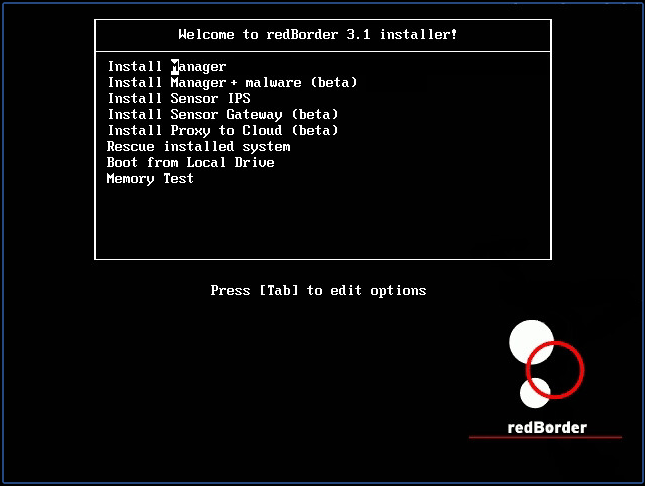 Welcome to redBorder 3.1 installer!
Install Manager
Install Manager + malware (beta)
Install Sensor IPS
Install Sensor Gateway (beta)
Install Proxy to Cloud (beta)
Rescue installed system
Boot from Local Drive
Memory Test
Press [Tab] to edit options
redBorder